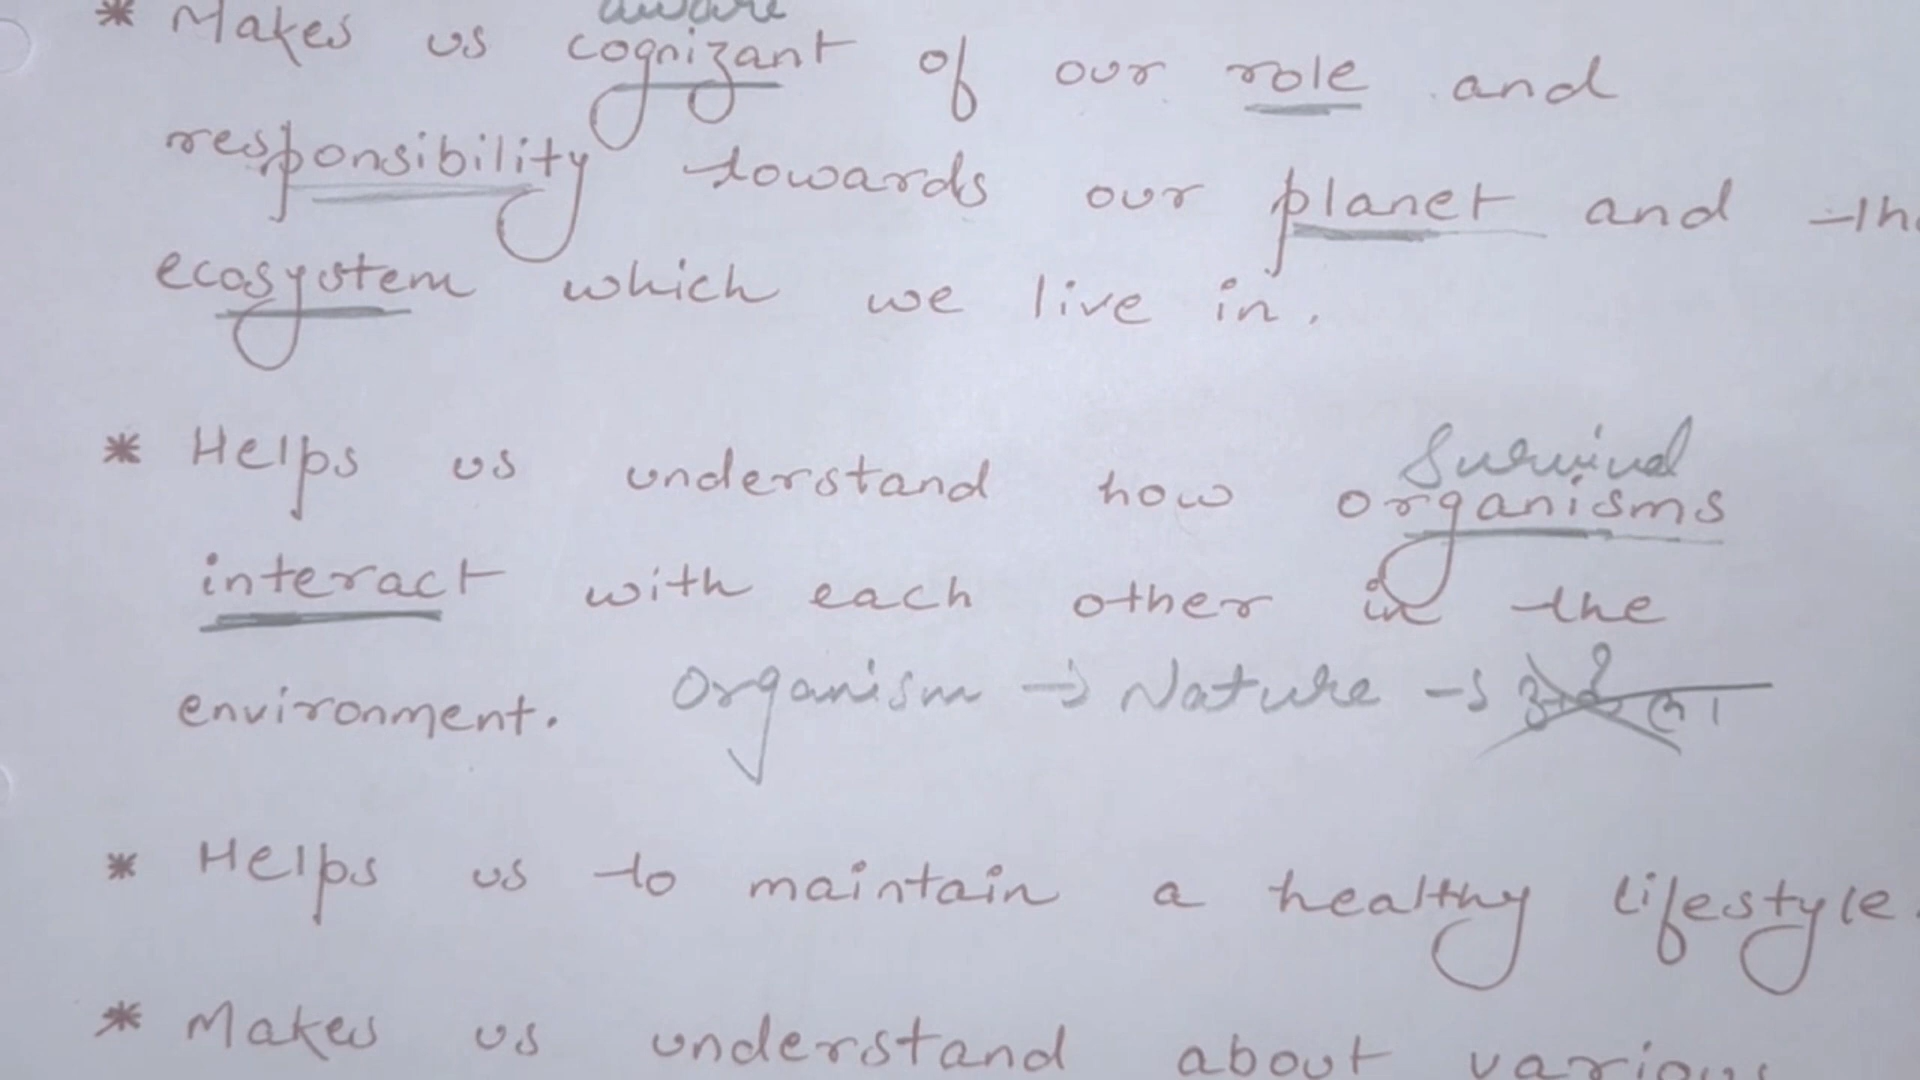 aware
* Makes us cognizant of our role and
responsibility towards our planet and the
ecosystem which we live in.
Survival
* Helps us understand how organisms
interact with each other in the
environment. Organism → Nature →
* Helps us to maintain a healthy lifestyle.
* Makes us understand about various